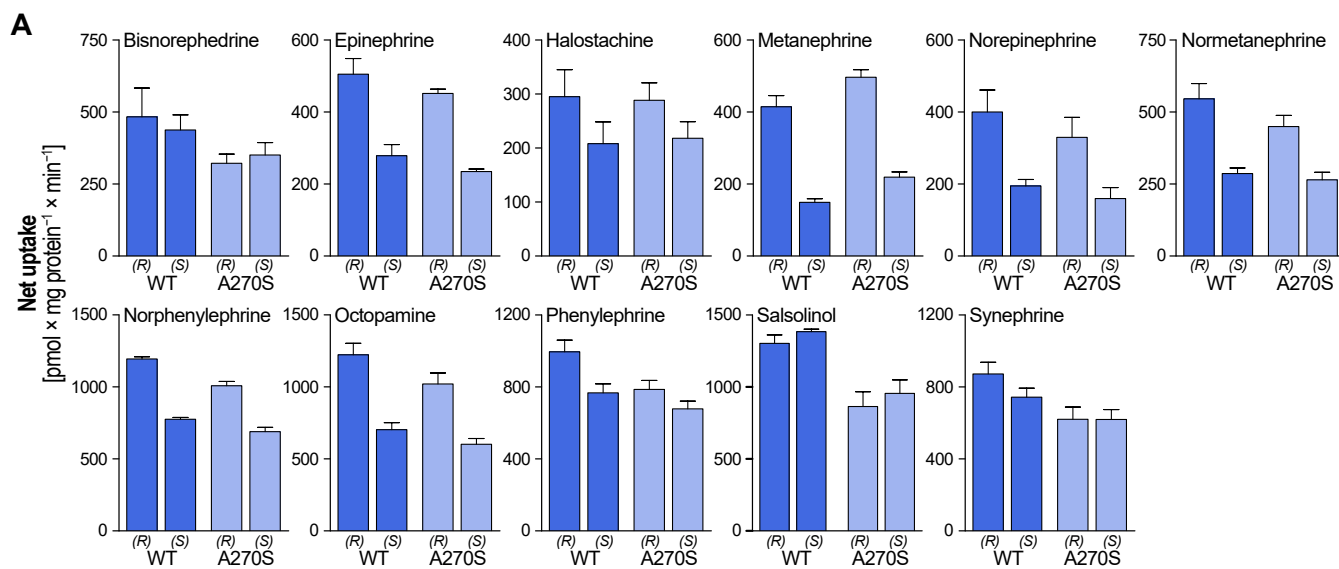 A
Net uptake
[pmol × mg protein⁻¹ × min⁻¹]
Bisnorephedrine
750
500
250
0
(R) (S) (R) (S)
WT A270S
Epinephrine
600
400
200
0
(R) (S) (R) (S)
WT A270S
Halostachine
400
300
200
100
0
(R) (S) (R) (S)
WT A270S
Metanephrine
600
400
200
0
(R) (S) (R) (S)
WT A270S
Norepinephrine
600
400
200
0
(R) (S) (R) (S)
WT A270S
Normetanephrine
750
500
250
0
(R) (S) (R) (S)
WT A270S
Norphenylephrine
1500
1000
500
0
(R) (S) (R) (S)
WT A270S
Octopamine
1500
1000
500
0
(R) (S) (R) (S)
WT A270S
Phenylephrine
1200
800
400
0
(R) (S) (R) (S)
WT A270S
Salsolinol
1500
1000
500
0
(R) (S) (R) (S)
WT A270S
Synephrine
1200
800
400
0
(R) (S) (R) (S)
WT A270S